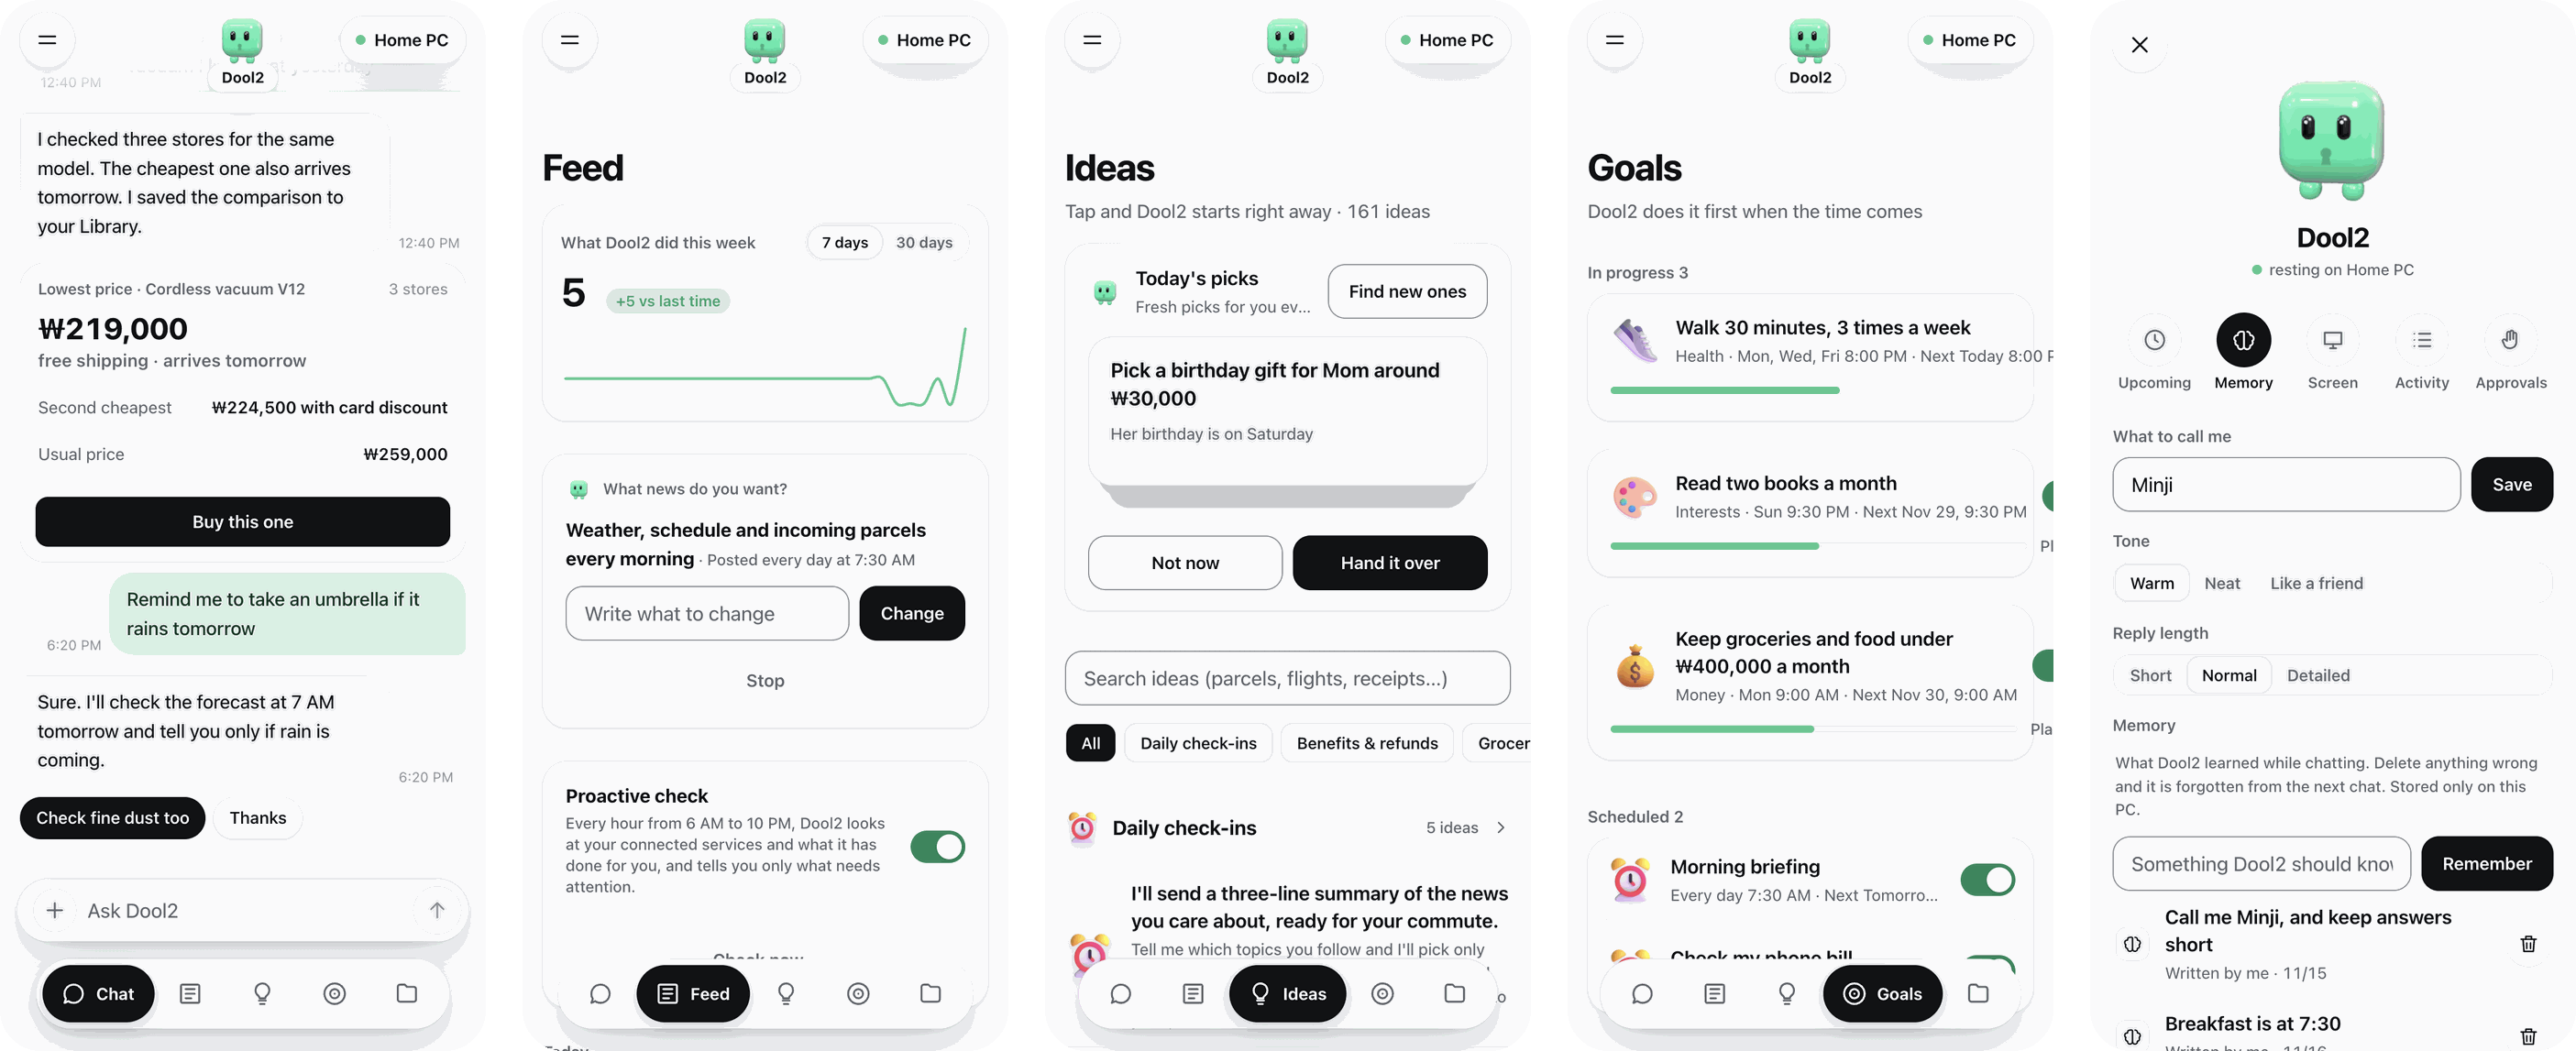 Home PC
Dool2
12:40 PM
I checked three stores for the same
model. The cheapest one also arrives
tomorrow. I saved the comparison to
your Library.
12:40 PM
Lowest price · Cordless vacuum V12
3 stores
₩219,000
free shipping · arrives tomorrow
Second cheapest
₩224,500 with card discount
Usual price
₩259,000
Buy this one
Remind me to take an umbrella if it
rains tomorrow
6:20 PM
Sure. I'll check the forecast at 7 AM
tomorrow and tell you only if rain is
coming.
6:20 PM
Check fine dust too
Thanks
Ask Dool2
Chat
Home PC
Dool2
Feed
What Dool2 did this week
7 days
30 days
5
+5 vs last time
What news do you want?
Weather, schedule and incoming parcels
every morning · Posted every day at 7:30 AM
Write what to change
Change
Stop
Proactive check
Every hour from 6 AM to 10 PM, Dool2 looks
at your connected services and what it has
done for you, and tells you only what needs
attention.
Check now
Feed
Home PC
Dool2
Ideas
Tap and Dool2 starts right away · 161 ideas
Today's picks
Fresh picks for you ev...
Find new ones
Pick a birthday gift for Mom around
₩30,000
Her birthday is on Saturday
Not now
Hand it over
Search ideas (parcels, flights, receipts...)
All
Daily check-ins
Benefits & refunds
Grocer
Daily check-ins
5 ideas
I'll send a three-line summary of the news
you care about, ready for your commute.
Tell me which topics you follow and I'll pick only
Ideas
Home PC
Dool2
Goals
Dool2 does it first when the time comes
In progress 3
Walk 30 minutes, 3 times a week
Health · Mon, Wed, Fri 8:00 PM · Next Today 8:00 P
Read two books a month
Interests · Sun 9:30 PM · Next Nov 29, 9:30 PM
Pl
Keep groceries and food under
₩400,000 a month
Money · Mon 9:00 AM · Next Nov 30, 9:00 AM
Pla
Scheduled 2
Morning briefing
Every day 7:30 AM · Next Tomorro...
Check my phone bill
Goals
Dool2
resting on Home PC
Upcoming
Memory
Screen
Activity
Approvals
What to call me
Minji
Save
Tone
Warm
Neat
Like a friend
Reply length
Short
Normal
Detailed
Memory
What Dool2 learned while chatting. Delete anything wrong
and it is forgotten from the next chat. Stored only on this
PC.
Something Dool2 should know
Remember
Call me Minji, and keep answers
short
Written by me · 11/15
Breakfast is at 7:30
Written by me · 11/16